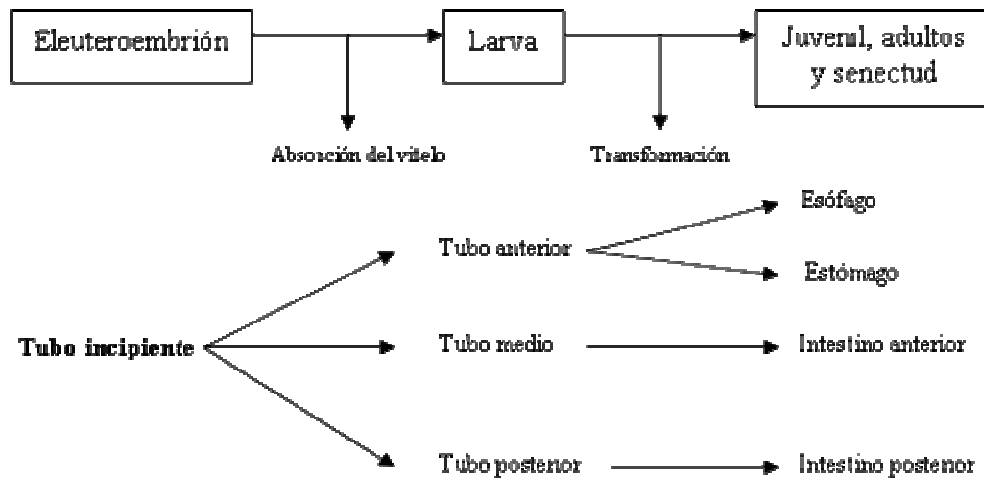 Eleuteroembrión
Larva
Juvenil, adultos
y senectud
Absorción del vitelo
Transformación
Esófago
Tubo anterior
Estómago
Tubo incipiente
Tubo medio
Intestino anterior
Tubo posterior
Intestino posterior